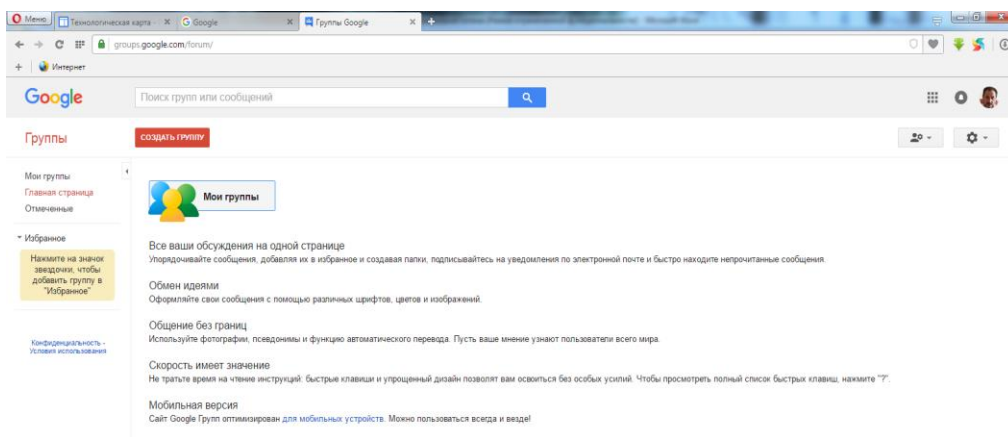 Меню
Технологическая карта -
Google
Группы Google
groups.google.com/forum/
Интернет
Google
Поиск групп или сообщений
Группы
СОЗДАТЬ ГРУППУ
Мои группы
Главная страница
Отмеченные
Избранное
Нажмите на значок
звездочки, чтобы
добавить группу в
"Избранное"
Конфиденциальность -
Условия использования
Мои группы
Все ваши обсуждения на одной странице
Упорядочивайте сообщения, добавляя их в избранное и создавая папки, подписывайтесь на уведомления по электронной почте и быстро находите непрочитанные сообщения.
Обмен идеями
Оформляйте свои сообщения с помощью различных шрифтов, цветов и изображений.
Общение без границ
Используйте фотографии, псевдонимы и функцию автоматического перевода. Пусть ваше мнение узнают пользователи всего мира.
Скорость имеет значение
Не тратьте время на чтение инструкций: быстрые клавиши и упрощенный дизайн позволят вам освоиться без особых усилий. Чтобы просмотреть полный список быстрых клавиш, нажмите "?".
Мобильная версия
Сайт Google Групп оптимизирован для мобильных устройств. Можно пользоваться всегда и везде!